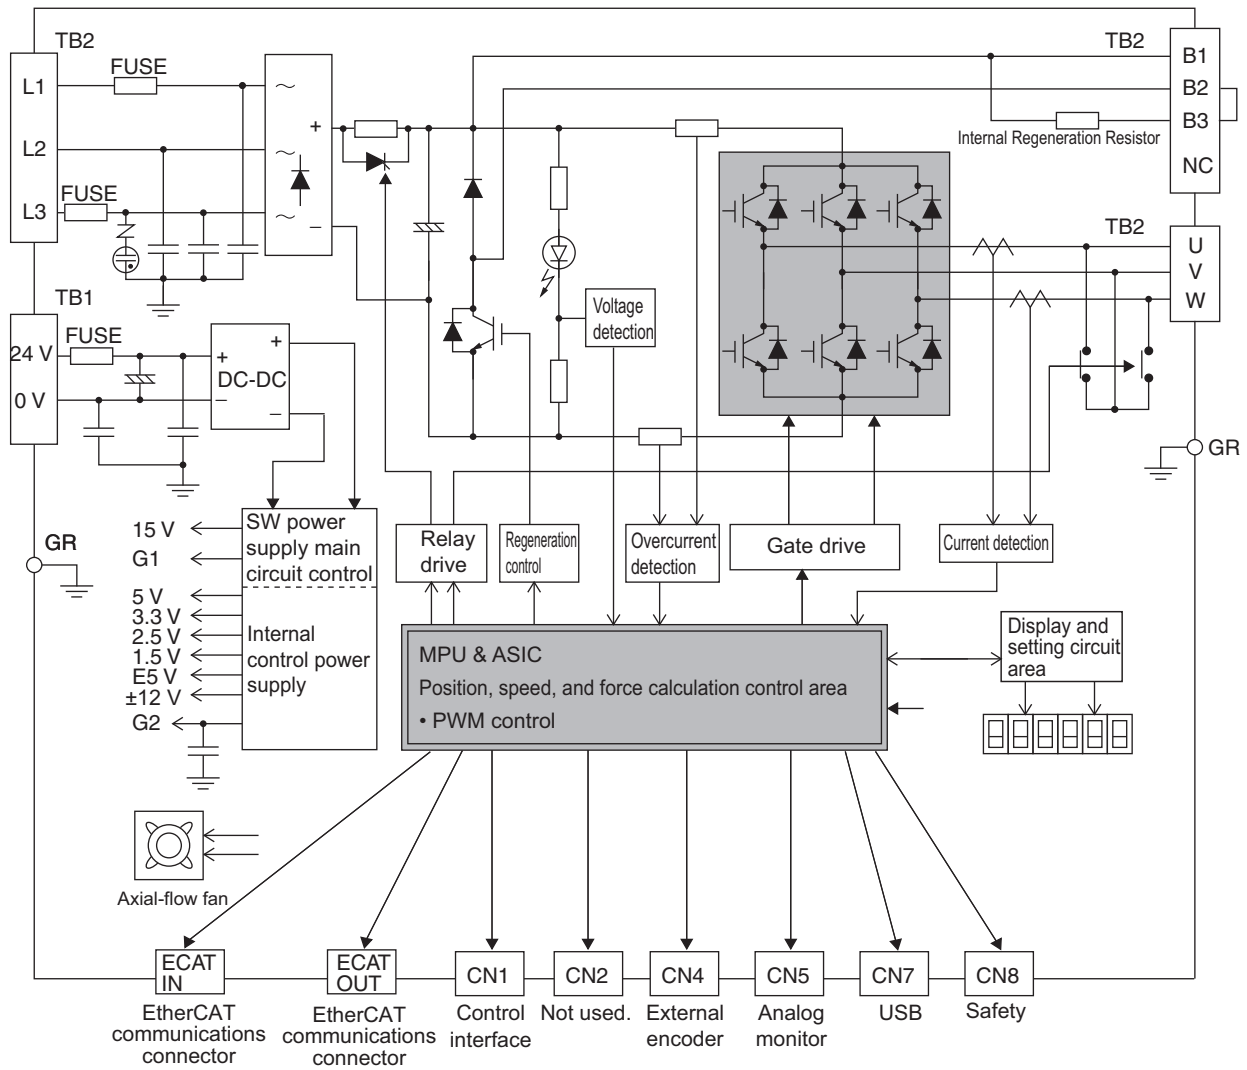 TB2
TB2
FUSE
L1
B1
B2
B3
L2
Internal Regeneration Resistor
NC
FUSE
L3
+
−
TB2
U
V
W
TB1
Voltage
detection
FUSE
24 V
0 V
+
−
+
−
DC-DC
GR
GR
15 V
G1
5 V
3.3 V
2.5 V
1.5 V
E5 V
±12 V
G2
SW power
supply main
circuit control
Internal
control power
supply
Relay
drive
Regeneration
control
Overcurrent
detection
Gate drive
Current detection
MPU & ASIC
Position, speed, and force calculation control area
• PWM control
Display and
setting circuit
area
Axial-flow fan
ECAT
IN
ECAT
OUT
CN1
CN2
CN4
CN5
CN7
CN8
EtherCAT
communications
connector
EtherCAT
communications
connector
Control
interface
Not used.
External
encoder
Analog
monitor
USB
Safety